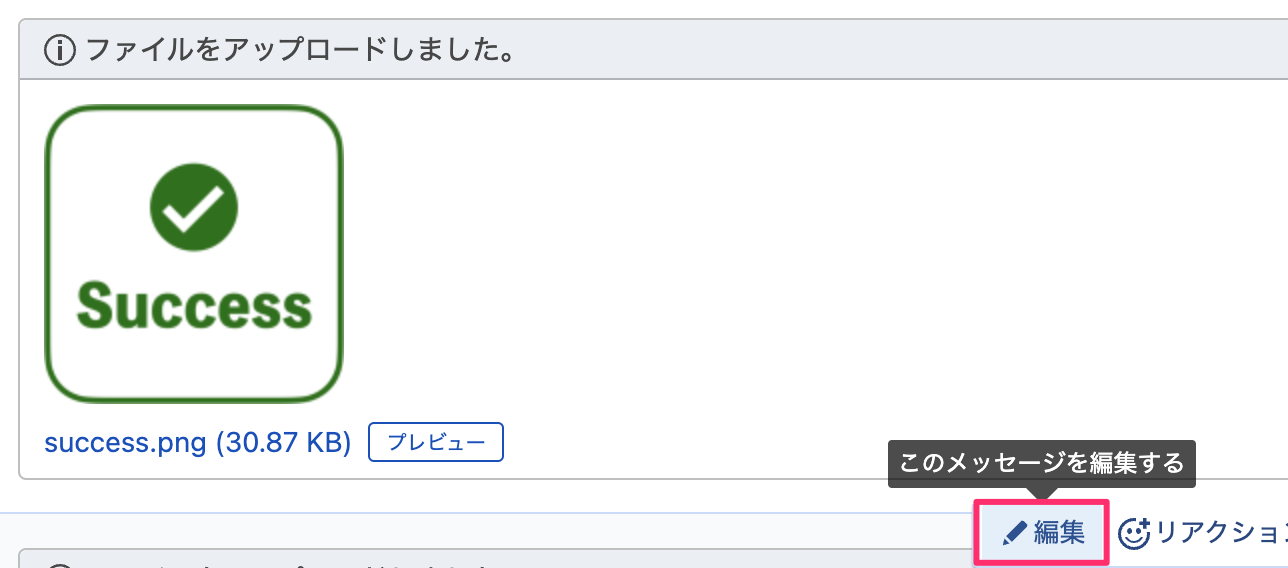 ファイルをアップロードしました。
Success
success.png (30.87 KB) プレビュー
このメッセージを編集する
編集 リアクション